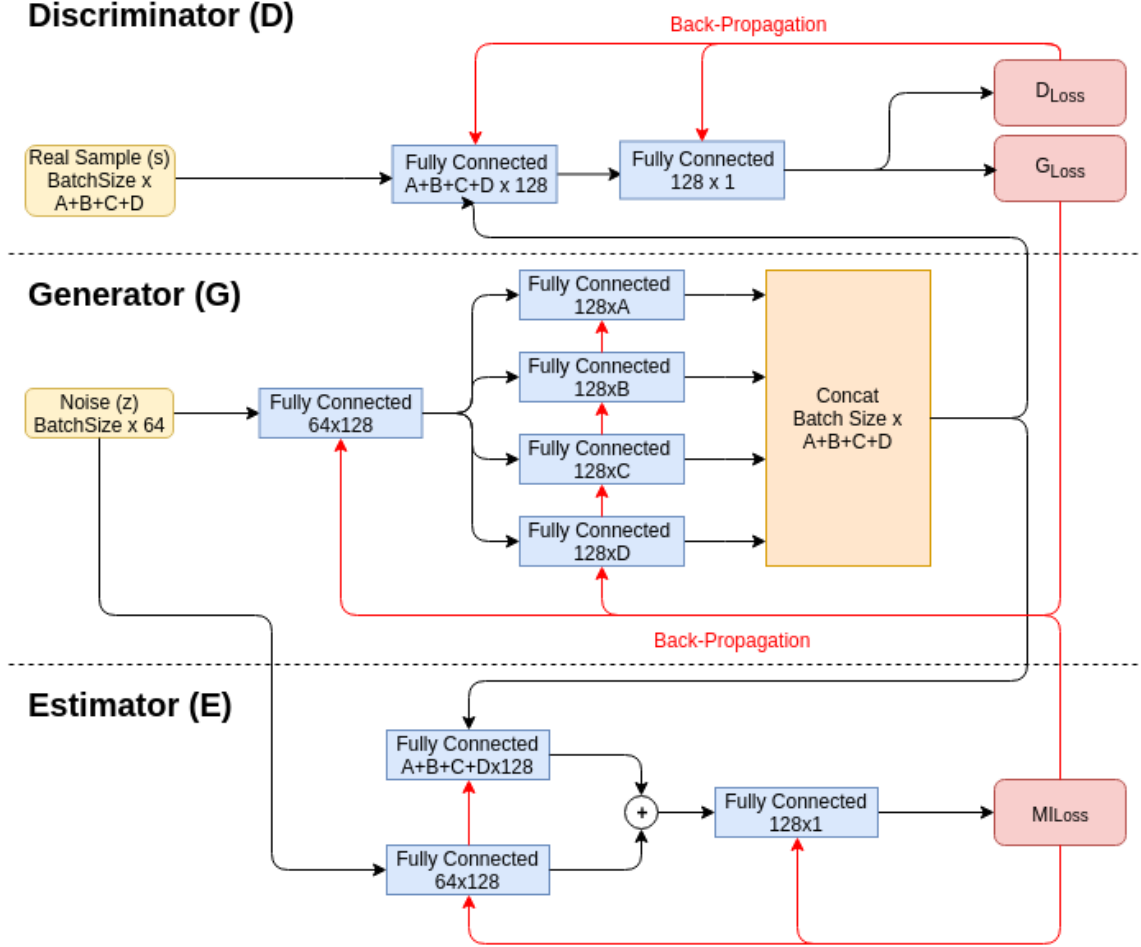 Discriminator (D)
Back-Propagation
D Loss
Real Sample (s)
BatchSize x
A+B+C+D
Fully Connected
A+B+C+D x 128
Fully Connected
128 x 1
G Loss
Generator (G)
Fully Connected
128xA
Fully Connected
128xB
Noise (z)
BatchSize x 64
Fully Connected
64x128
Concat
Batch Size x
A+B+C+D
Fully Connected
128xC
Fully Connected
128xD
Back-Propagation
Estimator (E)
Fully Connected
A+B+C+Dx128
+
Fully Connected
128x1
MILoss
Fully Connected
64x128